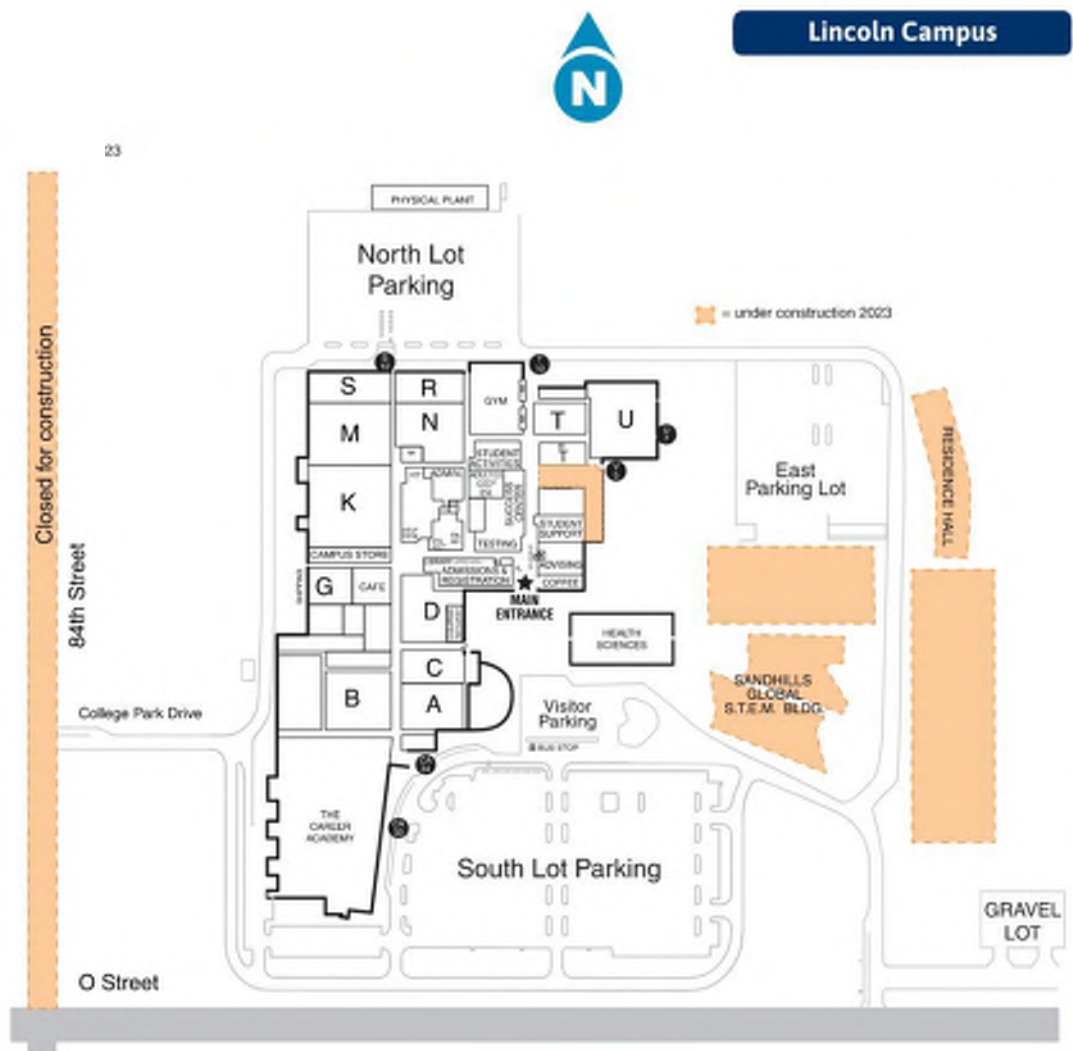 Lincoln Campus
N
23
PHYSICAL PLANT
North Lot
Parking
= under construction 2023
Closed for construction
84th Street
S
R
GYM
M
N
T
U
STUDENT
ACTIVITIES
T
K
SUCCESS
CENTER
East
Parking Lot
RESIDENCE HALL
STUDENT
SUPPORT
TESTING
CAMPUS STORE
ADVISING
ADMISSIONS &
REGISTRATION
COFFEE
G
CAFE
MAIN
ENTRANCE
D
HEALTH
SCIENCES
C
B
A
SANDHILLS
GLOBAL
S.T.E.M. BLDG.
Visitor
Parking
BUS STOP
College Park Drive
THE
CAREER
ACADEMY
South Lot Parking
GRAVEL
LOT
O Street